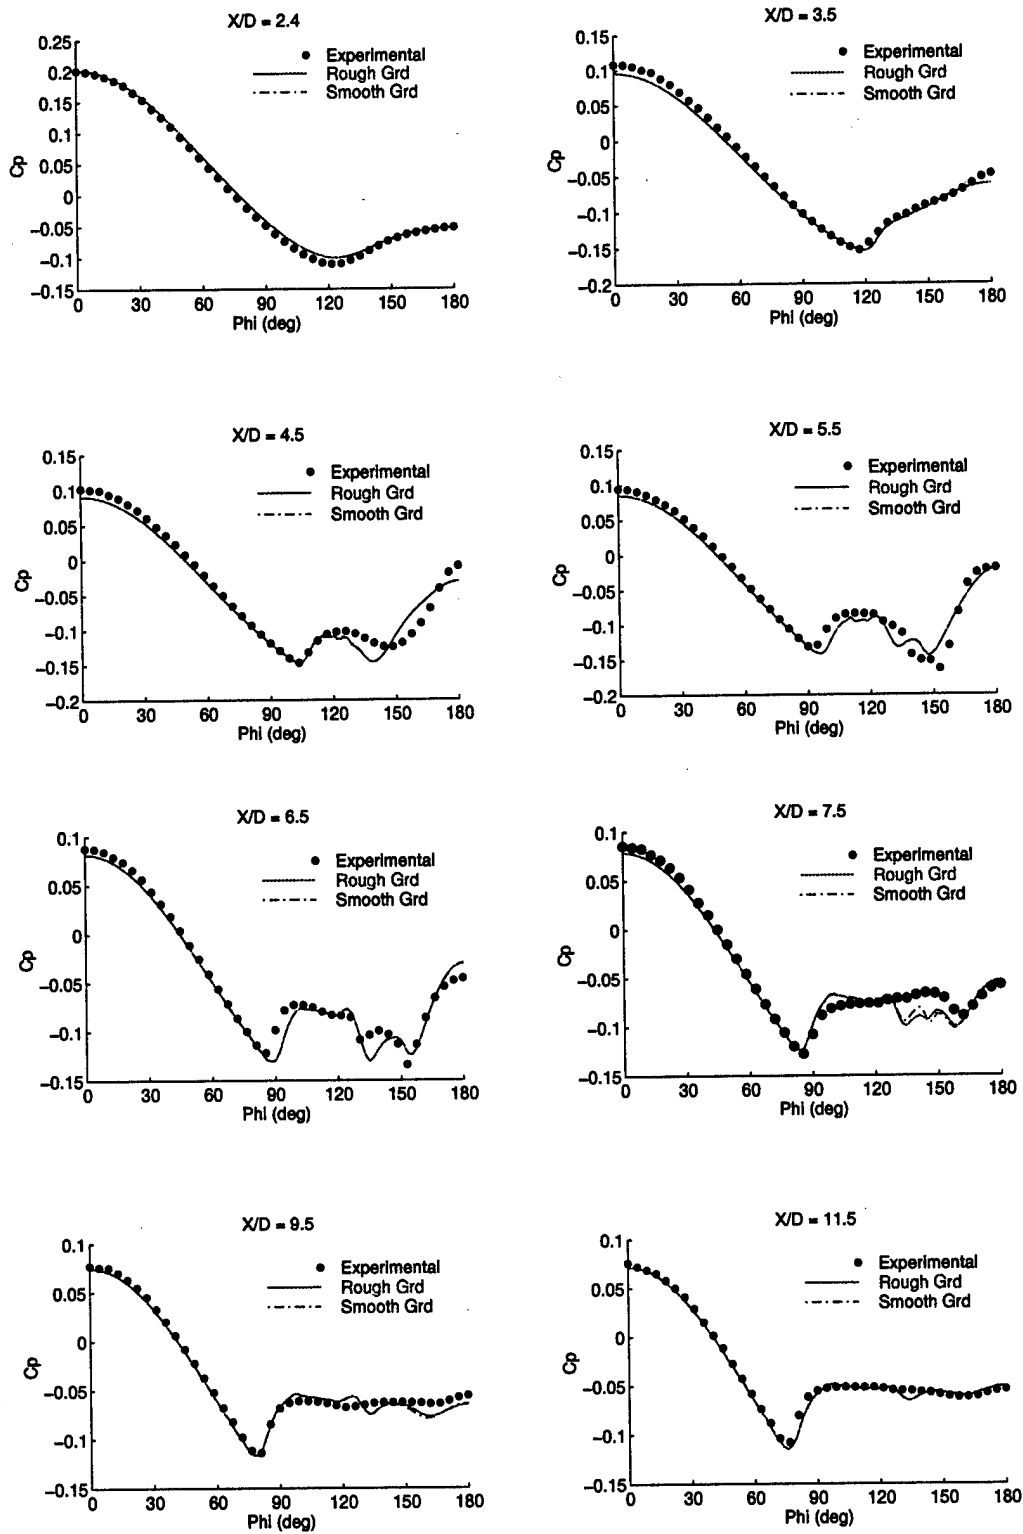 X/D = 2.4
Experimental
Rough Grd
Smooth Grd
0.25
0.2
0.15
0.1
0.05
0
−0.05
−0.1
−0.15
Cp
0 30 60 90 120 150 180
Phi (deg)
X/D = 3.5
Experimental
Rough Grd
Smooth Grd
0.15
0.1
0.05
0
−0.05
−0.1
−0.15
−0.2
Cp
0 30 60 90 120 150 180
Phi (deg)
X/D = 4.5
Experimental
Rough Grd
Smooth Grd
0.15
0.1
0.05
0
−0.05
−0.1
−0.15
−0.2
Cp
0 30 60 90 120 150 180
Phi (deg)
X/D = 5.5
Experimental
Rough Grd
Smooth Grd
0.15
0.1
0.05
0
−0.05
−0.1
−0.15
−0.2
Cp
0 30 60 90 120 150 180
Phi (deg)
X/D = 6.5
Experimental
Rough Grd
Smooth Grd
0.1
0.05
0
−0.05
−0.1
−0.15
Cp
0 30 60 90 120 150 180
Phi (deg)
X/D = 7.5
Experimental
Rough Grd
Smooth Grd
0.1
0.05
0
−0.05
−0.1
−0.15
Cp
0 30 60 90 120 150 180
Phi (deg)
X/D = 9.5
Experimental
Rough Grd
Smooth Grd
0.1
0.05
0
−0.05
−0.1
−0.15
Cp
0 30 60 90 120 150 180
Phi (deg)
X/D = 11.5
Experimental
Rough Grd
Smooth Grd
0.1
0.05
0
−0.05
−0.1
−0.15
Cp
0 30 60 90 120 150 180
Phi (deg)